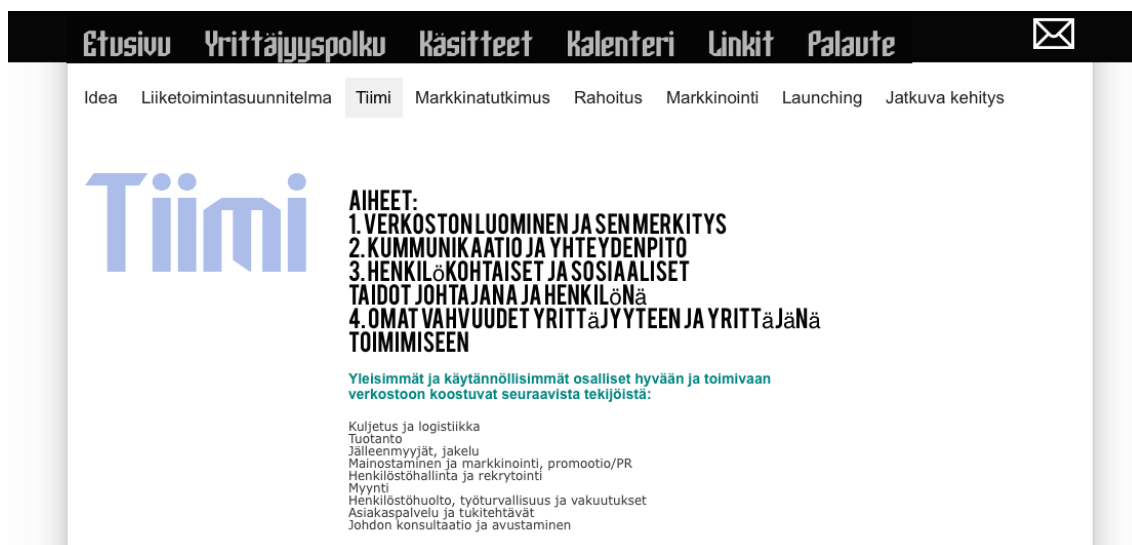 Etusivu Yrittäjyyspolku Käsitteet Kalenteri Linkit Palaute
Idea Liiketoimintasuunnitelma Tiimi Markkinatutkimus Rahoitus Markkinointi Launching Jatkuva kehitys
Tiimi
AIHEET:
1. VERKOSTON LUOMINEN JA SEN MERKITYS
2. KUMMUNIKAATIO JA YHTEYDENPITO
3. HENKILöKOHTAISET JA SOSIAALISET
TAIDOT JOHTAJANA JA HENKILöNä
4. OMAT VAHVUUDET YRITTäJYYTEEN JA YRITTäJäNä
TOIMIMISEEN
Yleisimmät ja käytännöllisimmät osalliset hyvään ja toimivaan
verkostoon koostuvat seuraavista tekijöistä:
Kuljetus ja logistiikka
Tuotanto
Jälleenmyyjät, jakelu
Mainostaminen ja markkinointi, promootio/PR
Henkilöstöhallinta ja rekrytointi
Myynti
Henkilöstöhuolto, työturvallisuus ja vakuutukset
Asiakaspalvelu ja tukitehtävät
Johdon konsultaatio ja avustaminen